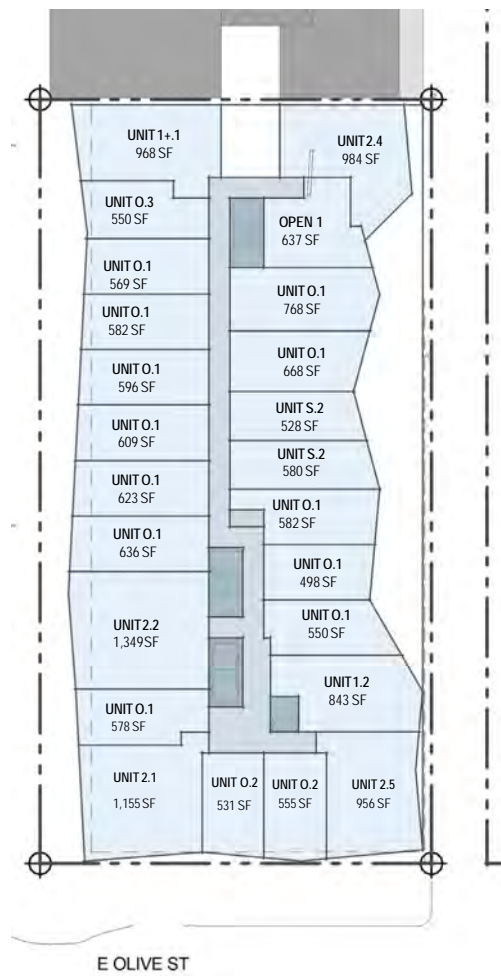 UNIT 1+.1
968 SF
UNIT 2.4
984 SF
UNIT O.3
550 SF
OPEN 1
637 SF
UNIT O.1
569 SF
UNIT O.1
768 SF
UNIT O.1
582 SF
UNIT O.1
668 SF
UNIT O.1
596 SF
UNIT S.2
528 SF
UNIT O.1
609 SF
UNIT S.2
580 SF
UNIT O.1
623 SF
UNIT O.1
582 SF
UNIT O.1
636 SF
UNIT O.1
498 SF
UNIT 2.2
1,349 SF
UNIT O.1
550 SF
UNIT 1.2
843 SF
UNIT O.1
578 SF
UNIT 2.1
1,155 SF
UNIT O.2
531 SF
UNIT O.2
555 SF
UNIT 2.5
956 SF
E OLIVE ST